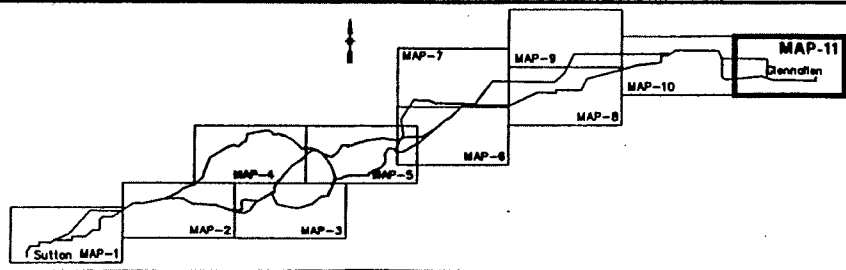 MAP-11
MAP-7
MAP-9
Glennallen
MAP-10
MAP-8
MAP-4
MAP-5
MAP-6
MAP-2
MAP-3
Sutton MAP-1